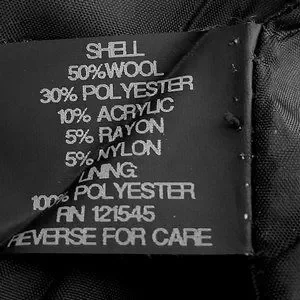 SHELL
50%WOOL
30% POLYESTER
10% ACRYLIC
5% RAYON
5% NYLON
LINING:
100% POLYESTER
RN 121545
REVERSE FOR CARE